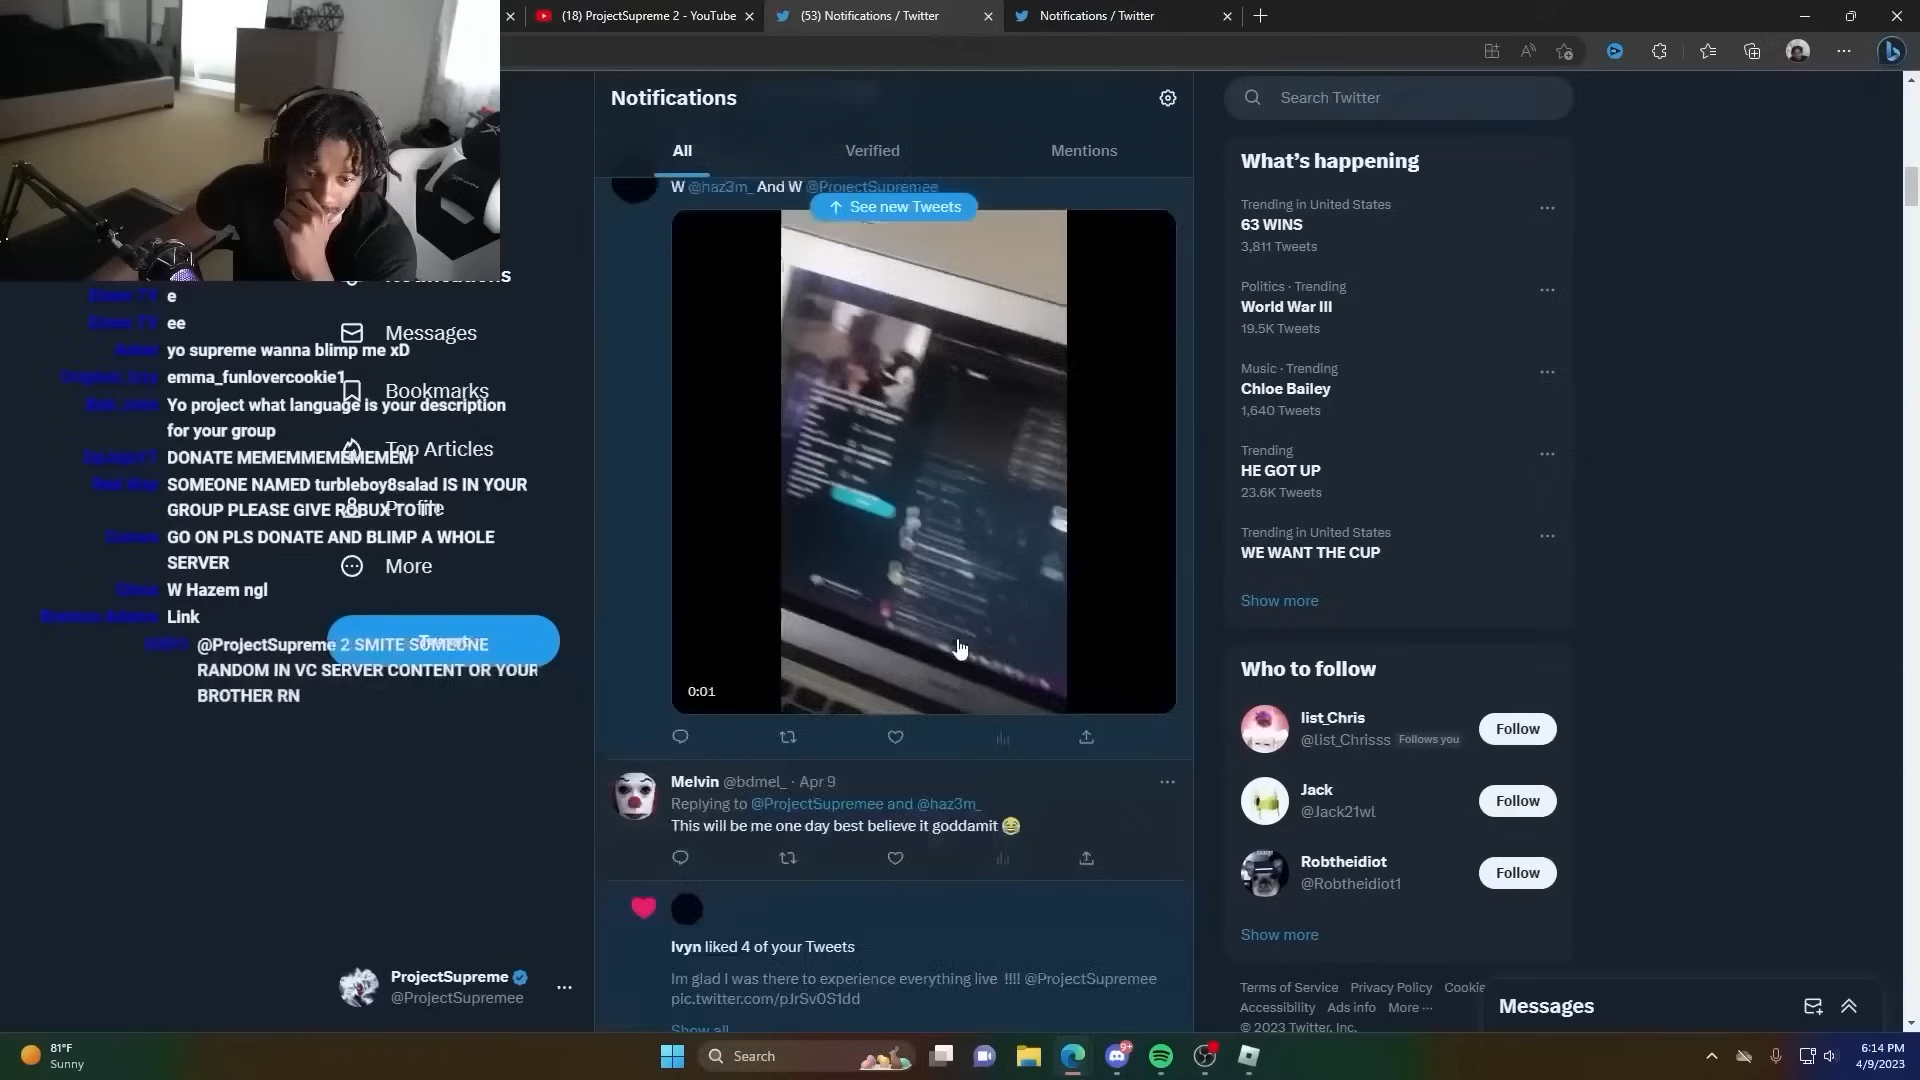 (18) ProjectSupreme 2 - YouTube
(53) Notifications / Twitter
Notifications / Twitter
Notifications
All
Verified
Mentions
W @haz3m_ And W @ProjectSupremee
See new Tweets
0:01
Melvin @bdmel_ · Apr 9
Replying to @ProjectSupremee and @haz3m_
This will be me one day best believe it goddamit 😂
Ivyn liked 4 of your Tweets
Im glad I was there to experience everything live !!!! @ProjectSupremee
pic.twitter.com/pJrSv0S1dd
Show all
e
ee
yo supreme wanna blimp me xD
emma_funlovercookie1
Yo project what language is your description
for your group
DONATE MEMEMMEMEMEMEM
SOMEONE NAMED turbleboy8salad IS IN YOUR
GROUP PLEASE GIVE ROBUX TO IT!
GO ON PLS DONATE AND BLIMP A WHOLE
SERVER
W Hazem ngl
Link
@ProjectSupreme 2 SMITE SOMEONE
RANDOM IN VC SERVER CONTENT OR YOUR
BROTHER RN
Notifications
Messages
Bookmarks
Top Articles
Profile
More
Tweet
ProjectSupreme
@ProjectSupremee
Search Twitter
What's happening
Trending in United States
63 WINS
3,811 Tweets
Politics · Trending
World War III
19.5K Tweets
Music · Trending
Chloe Bailey
1,640 Tweets
Trending
HE GOT UP
23.6K Tweets
Trending in United States
WE WANT THE CUP
Show more
Who to follow
list_Chris
@list_Chrisss Follows you
Follow
Jack
@Jack21wl
Follow
Robtheidiot
@Robtheidiot1
Follow
Show more
Terms of Service Privacy Policy Cookie
Accessibility Ads info More ···
© 2023 Twitter, Inc.
Messages
81°F
Sunny
Search
9+
6:14 PM
4/9/2023